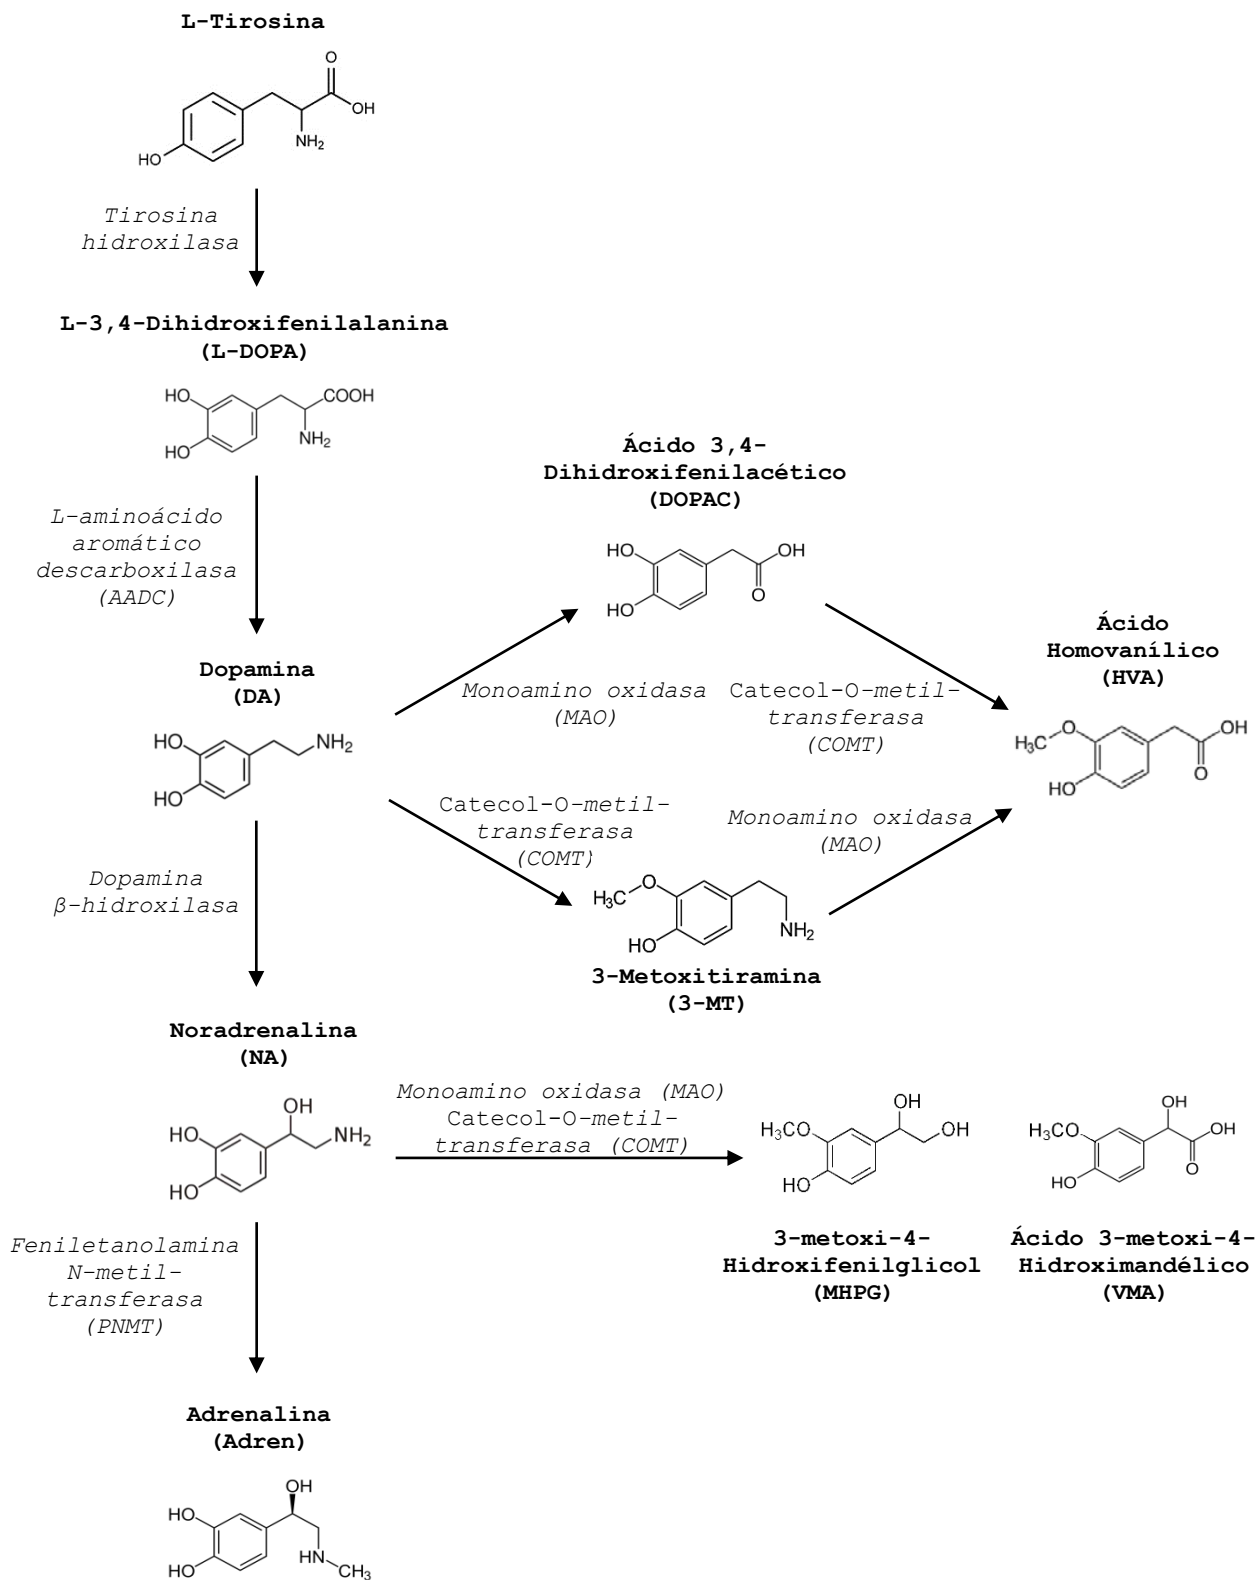 L-Tirosina
O
OH
NH2
HO
Tirosina
hidroxilasa
L-3,4-Dihidroxifenilalanina
(L-DOPA)
HO
COOH
HO
NH2
L-aminoácido
aromático
descarboxilasa
(AADC)
Ácido 3,4-
Dihidroxifenilacético
(DOPAC)
HO
OH
HO
O
Dopamina
(DA)
HO
NH2
HO
Monoamino oxidasa
(MAO)
Catecol-O-metil-
transferasa
(COMT)
Ácido
Homovanílico
(HVA)
O
H3C
OH
HO
O
Catecol-O-metil-
transferasa
(COMT)
Monoamino oxidasa
(MAO)
O
H3C
HO
NH2
3-Metoxitiramina
(3-MT)
Dopamina
β-hidroxilasa
Noradrenalina
(NA)
OH
HO
NH2
HO
Monoamino oxidasa (MAO)
Catecol-O-metil-
transferasa (COMT)
OH
H3CO
OH
HO
3-metoxi-4-
Hidroxifenilglicol
(MHPG)
OH
H3CO
OH
O
HO
Ácido 3-metoxi-4-
Hidroximandélico
(VMA)
Feniletanolamina
N-metil-
transferasa
(PNMT)
Adrenalina
(Adren)
OH
HO
HO
HN
CH3